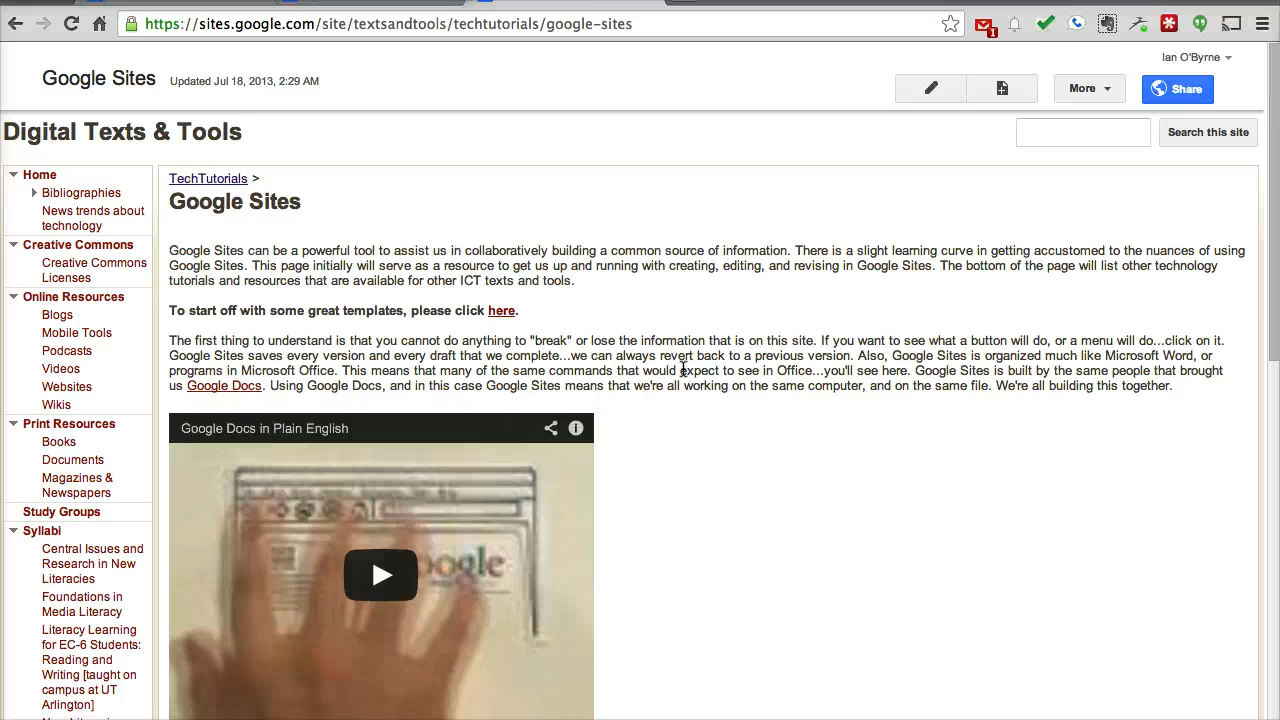 https://sites.google.com/site/textsandtools/techtutorials/google-sites
1
Ian O'Byrne
Google Sites Updated Jul 18, 2013, 2:29 AM
More Share
Digital Texts & Tools
Search this site
Home
Bibliographies
News trends about
technology
Creative Commons
Creative Commons
Licenses
Online Resources
Blogs
Mobile Tools
Podcasts
Videos
Websites
Wikis
Print Resources
Books
Documents
Magazines &
Newspapers
Study Groups
Syllabi
Central Issues and
Research in New
Literacies
Foundations in
Media Literacy
Literacy Learning
for EC-6 Students:
Reading and
Writing [taught on
campus at UT
Arlington]
TechTutorials >
Google Sites
Google Sites can be a powerful tool to assist us in collaboratively building a common source of information. There is a slight learning curve in getting accustomed to the nuances of using
Google Sites. This page initially will serve as a resource to get us up and running with creating, editing, and revising in Google Sites. The bottom of the page will list other technology
tutorials and resources that are available for other ICT texts and tools.
To start off with some great templates, please click here.
The first thing to understand is that you cannot do anything to "break" or lose the information that is on this site. If you want to see what a button will do, or a menu will do...click on it.
Google Sites saves every version and every draft that we complete...we can always revert back to a previous version. Also, Google Sites is organized much like Microsoft Word, or
programs in Microsoft Office. This means that many of the same commands that would expect to see in Office...you'll see here. Google Sites is built by the same people that brought
us Google Docs. Using Google Docs, and in this case Google Sites means that we're all working on the same computer, and on the same file. We're all building this together.
Google Docs in Plain English